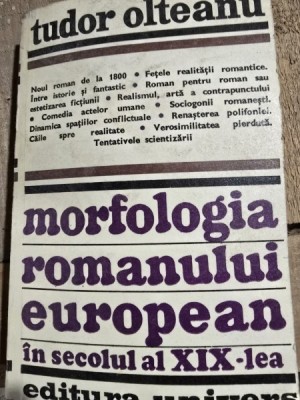 tudor olteanu
Noul roman de la 1800 • Fețele realității romantice.
Între istorie și fantastic • Roman pentru roman sau
estetizarea ficțiunii • Realismul, artă a contrapunctului
• Comedia actelor umane • Sociogonii romanești.
Dinamica spațiilor conflictuale • Renașterea polifoniei.
Căile spre realitate • Verosimilitatea pierdută.
Tentativele scientizării
morfologia
romanului
european
în secolul al XIX-lea
editura univers